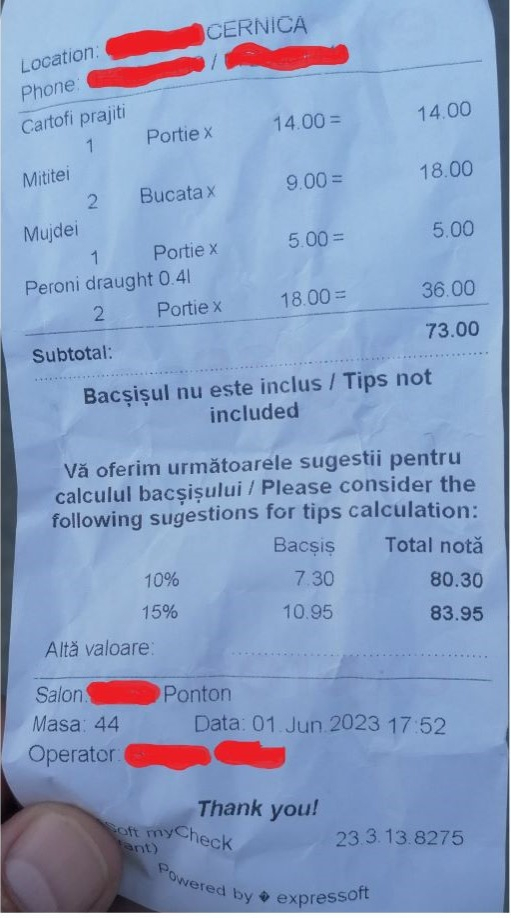 Location: CERNICA
Phone: /
Cartofi prajiti
1 Portie x 14.00 = 14.00
Mititei
2 Bucata x 9.00 = 18.00
Mujdei
1 Portie x 5.00 = 5.00
Peroni draught 0.4l
2 Portie x 18.00 = 36.00
Subtotal: 73.00
Bacșișul nu este inclus / Tips not
included
Vă oferim următoarele sugestii pentru
calculul bacșișului / Please consider the
following sugestions for tips calculation:
Bacșiș Total notă
10% 7.30 80.30
15% 10.95 83.95
Altă valoare:
Salon: Ponton
Masa: 44 Data: 01.Jun.2023 17:52
Operator:
Thank you!
myCheck 23.3.13.8275
Powered by expressoft